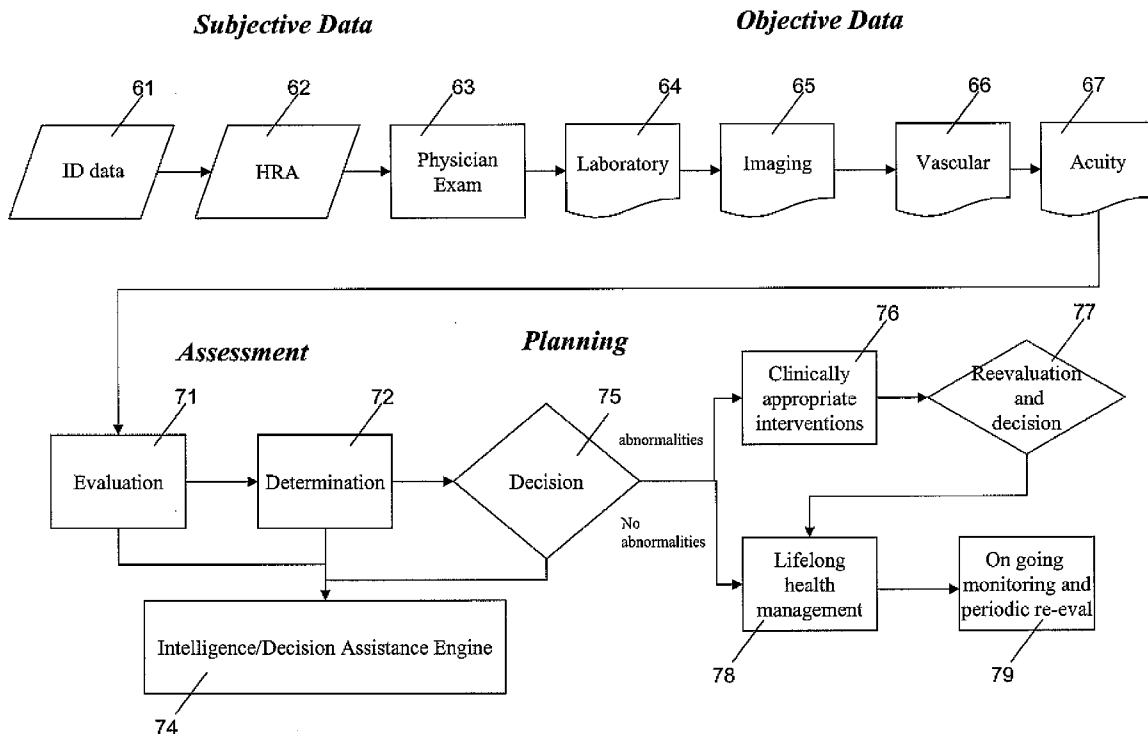 Subjective Data
Objective Data
61
62
63
64
65
66
67
ID data
HRA
Physician
Exam
Laboratory
Imaging
Vascular
Acuity
Assessment
Planning
71
72
75
76
77
Evaluation
Determination
Decision
abnormalities
No
abnormalities
Clinically
appropriate
interventions
Reevaluation
and
decision
Lifelong
health
management
On going
monitoring and
periodic re-eval
Intelligence/Decision Assistance Engine
74
78
79